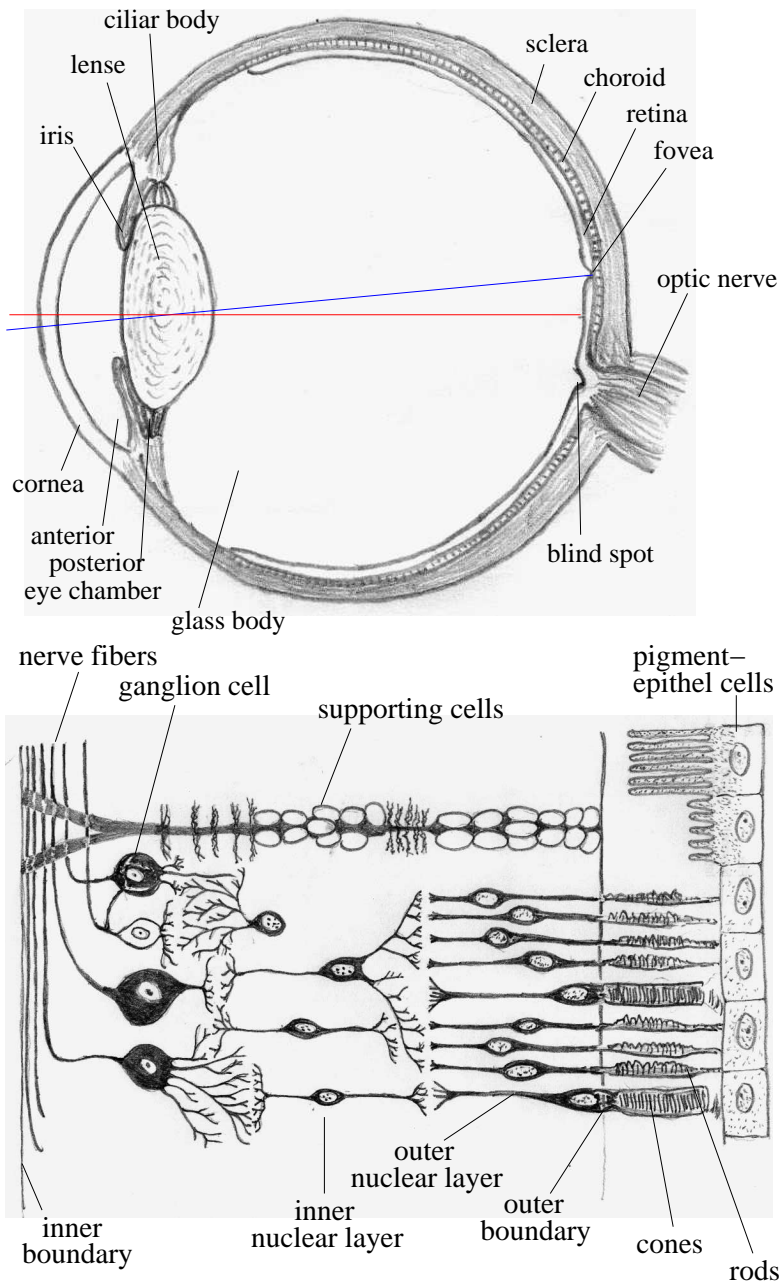 ciliar body
lense
iris
sclera
choroid
retina
fovea
optic nerve
cornea
anterior
posterior
eye chamber
glass body
blind spot
nerve fibers
ganglion cell
supporting cells
pigment–
epithel cells
outer
nuclear layer
inner
nuclear layer
outer
boundary
inner
boundary
cones
rods